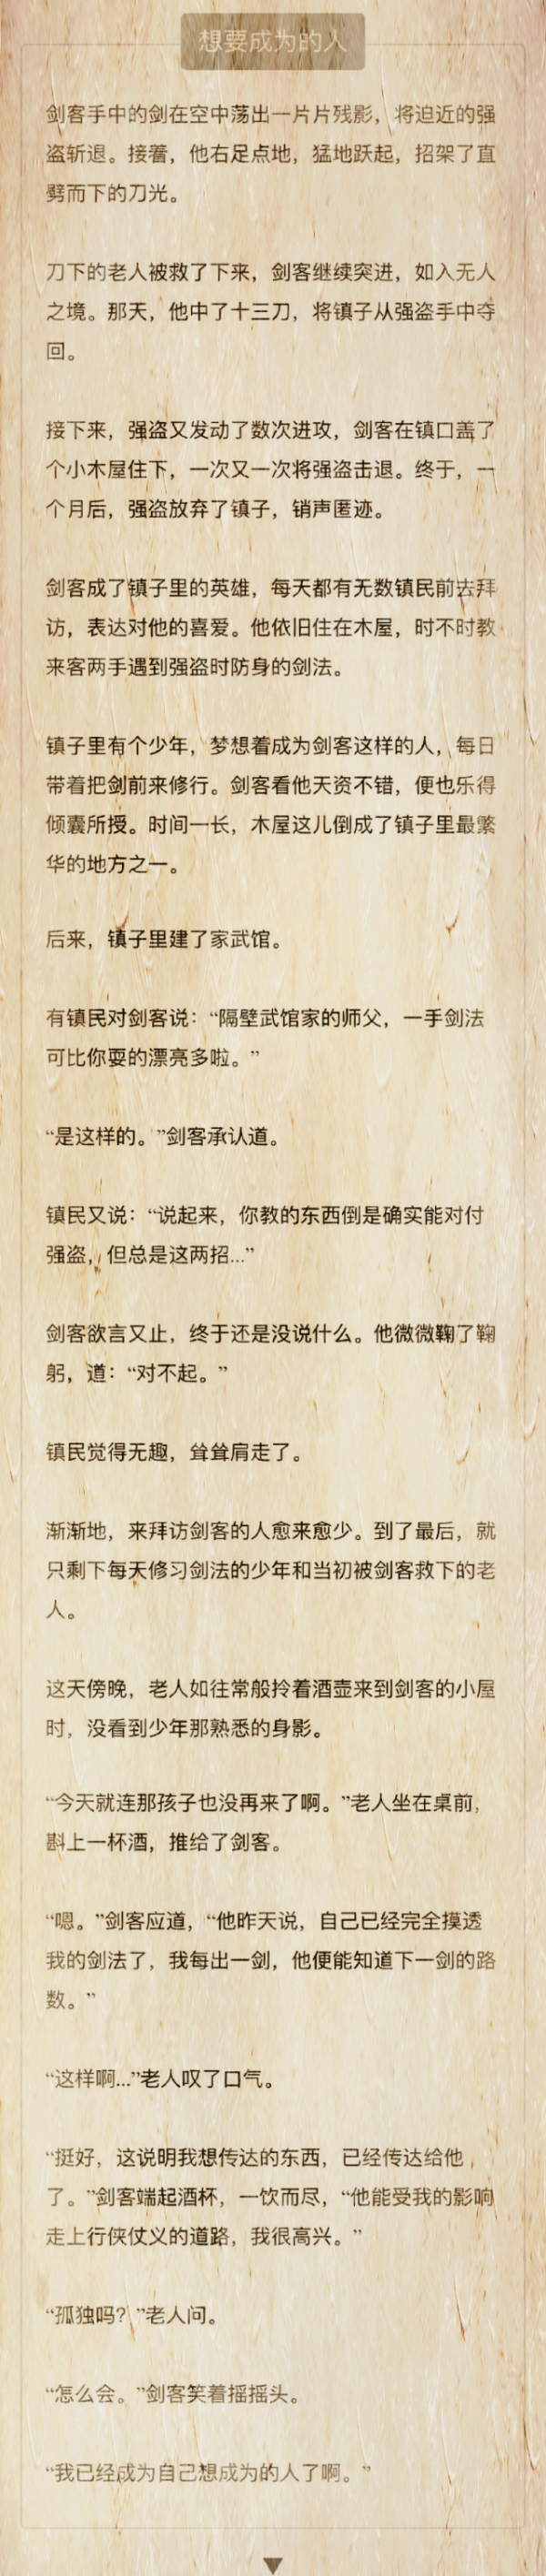 想要成为的人
剑客手中的剑在空中荡出一片片残影，将迫近的强
盗斩退。接着，他右足点地，猛地跃起，招架了直
劈而下的刀光。
刀下的老人被救了下来，剑客继续突进，如入无人
之境。那天，他中了十三刀，将镇子从强盗手中夺
回。
接下来，强盗又发动了数次进攻，剑客在镇口盖了
个小木屋住下，一次又一次将强盗击退。终于，一
个月后，强盗放弃了镇子，销声匿迹。
剑客成了镇子里的英雄，每天都有无数镇民前去拜
访，表达对他的喜爱。他依旧住在木屋，时不时教
来客两手遇到强盗时防身的剑法。
镇子里有个少年，梦想着成为剑客这样的人，每日
带着把剑前来修行。剑客看他天资不错，便也乐得
倾囊所授。时间一长，木屋这儿倒成了镇子里最繁
华的地方之一。
后来，镇子里建了家武馆。
有镇民对剑客说：“隔壁武馆家的师父，一手剑法
可比你耍的漂亮多啦。”
“是这样的。”剑客承认道。
镇民又说：“说起来，你教的东西倒是确实能对付
强盗，但总是这两招...”
剑客欲言又止，终于还是没说什么。他微微鞠了鞠
躬，道：“对不起。”
镇民觉得无趣，耸耸肩走了。
渐渐地，来拜访剑客的人愈来愈少。到了最后，就
只剩下每天修习剑法的少年和当初被剑客救下的老
人。
这天傍晚，老人如往常般拎着酒壶来到剑客的小屋
时，没看到少年那熟悉的身影。
“今天就连那孩子也没再来了啊。”老人坐在桌前，
斟上一杯酒，推给了剑客。
“嗯。”剑客应道，“他昨天说，自己已经完全摸透
我的剑法了，我每出一剑，他便能知道下一剑的路
数。”
“这样啊...”老人叹了口气。
“挺好，这说明我想传达的东西，已经传达给他
了。”剑客端起酒杯，一饮而尽，“他能受我的影响
走上行侠仗义的道路，我很高兴。”
“孤独吗？”老人问。
“怎么会。”剑客笑着摇摇头。
“我已经成为自己想成为的人了啊。”